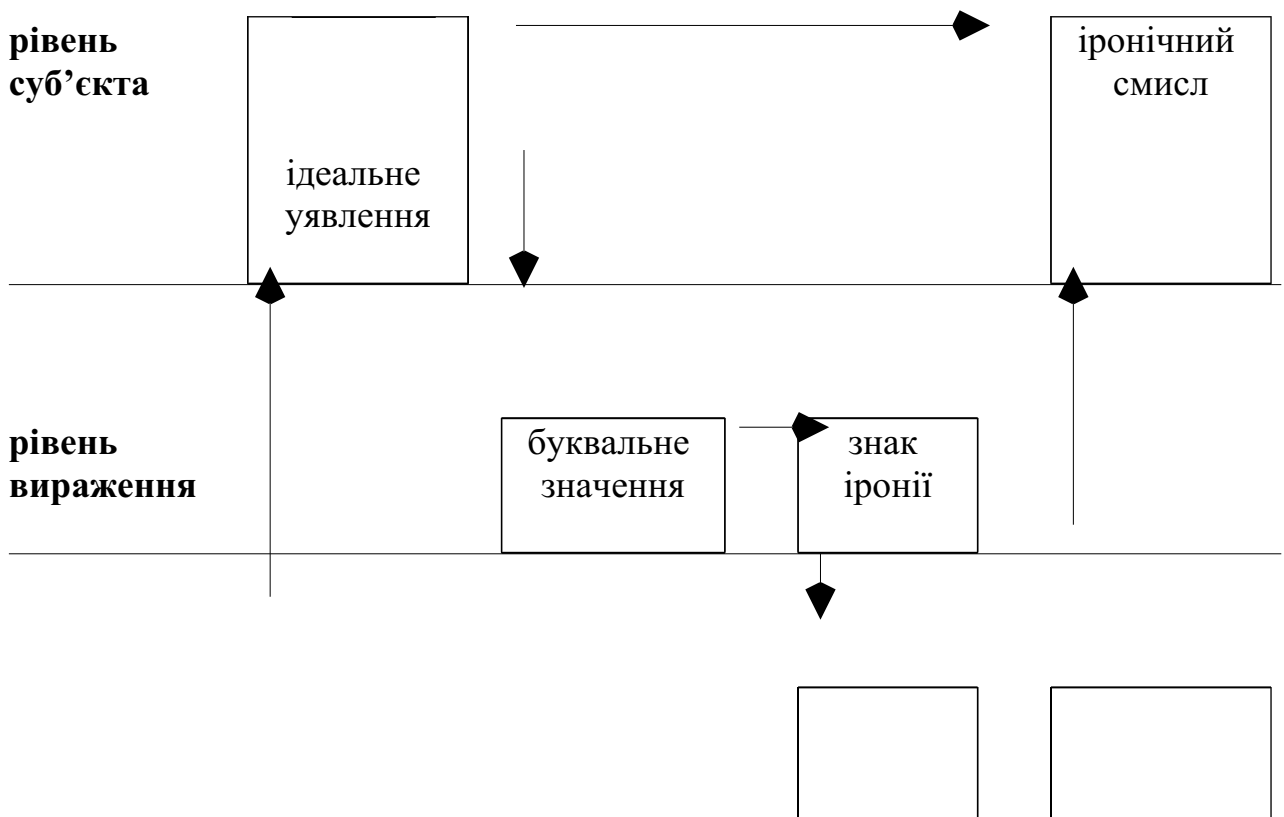 рівень
суб’єкта
ідеальне
уявлення
іронічний
смисл
рівень
вираження
буквальне
значення
знак
іронії